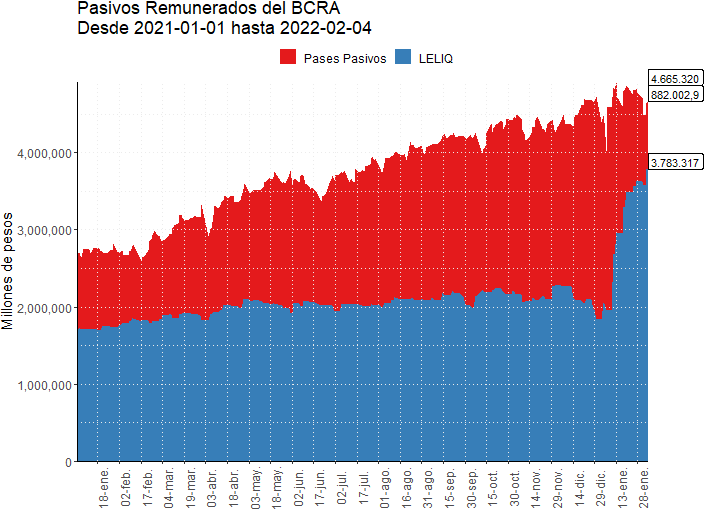 Pasivos Remunerados del BCRA
Desde 2021-01-01 hasta 2022-02-04
Pases Pasivos LELIQ
4.665.320
882.002,9
3.783.317
Millones de pesos
4,000,000
3,000,000
2,000,000
1,000,000
0
18-ene.
02-feb.
17-feb.
04-mar.
19-mar.
03-abr.
18-abr.
03-may.
18-may.
02-jun.
17-jun.
02-jul.
17-jul.
01-ago.
16-ago.
31-ago.
15-sep.
30-sep.
15-oct.
30-oct.
14-nov.
29-nov.
14-dic.
29-dic.
13-ene.
28-ene.